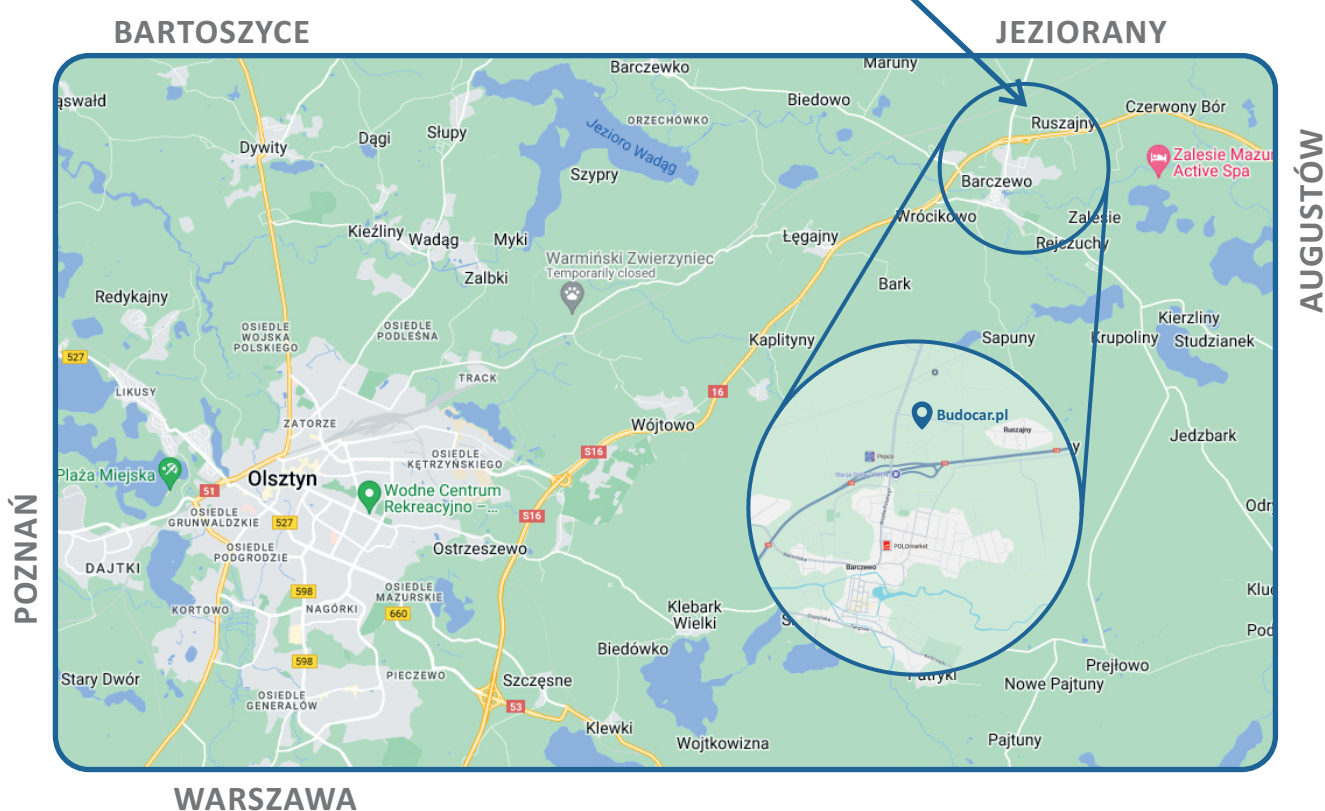 BARTOSZYCE
JEZIORANY
Barczewko
Maruny
Biedowo
Czerwony Bór
ORZECHÓWKO
Ruszajny
Słupy
Dągi
Dywity
Jezioro Wadąg
Zalesie Mazur
Active Spa
Szypry
Barczewo
AUGUSTÓW
Wrócikowo
Zalesie
Kieźliny
Wadąg
Myki
Łęgajny
Rejczuchy
Warmiński Zwierzyniec
Temporarily closed
Zalbki
Bark
Redykajny
Kierzliny
OSIEDLE
WOJSKA
POLSKIEGO
OSIEDLE
PODLEŚNA
Kaplityny
Sapuny
Krupoliny
Studzianek
527
TRACK
LIKUSY
16
Budocar.pl
ZATORZE
Wójtowo
Ruszajny
Jedzbark
OSIEDLE
KĘTRZYŃSKIEGO
S16
Pepco
Plaża Miejska
Olsztyn
51
Wodne Centrum
Rekreacyjno –...
OSIEDLE
GRUNWALDZKIE
527
S16
POZNAŃ
POLOmarket
OSIEDLE
PODGRODZIE
Ostrzeszewo
Barczewo
DAJTKI
598
OSIEDLE
MAZURSKIE
KORTOWO
NAGÓRKI
660
Klebark
Wielki
Biedówko
598
Prejłowo
Stary Dwór
PIECZEWO
Szczęsne
Patryki
Nowe Pajtuny
OSIEDLE
GENERAŁÓW
53
Klewki
Wojtkowizna
Pajtuny
WARSZAWA